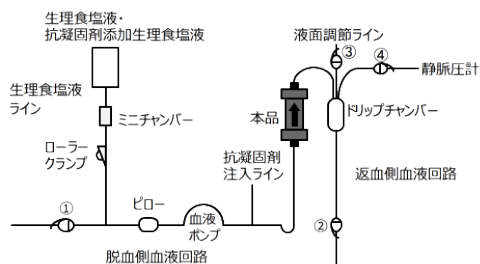 生理食塩液・
抗凝固剤添加生理食塩液
液面調節ライン
③
④
静脈圧計
生理食塩液
ライン
ミニチャンバー
本品
ドリップチャンバー
ローラー
クランプ
抗凝固剤
注入ライン
返血側血液回路
①
ピロー
血液
ポンプ
②
脱血側血液回路